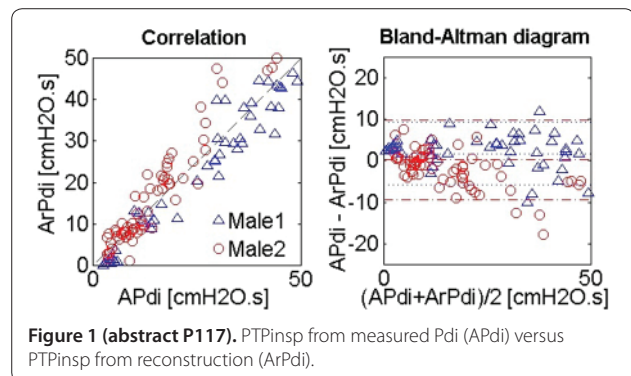 Correlation
50
40
30
20
10
0
ArPdi [cmH2O.s]
0
50
APdi [cmH2O.s]
Male1
Male2
Bland-Altman diagram
20
10
0
-10
-20
APdi - ArPdi [cmH2O.s]
0
50
(APdi+ArPdi)/2 [cmH2O.s]
Figure 1 (abstract P117). PTPinsp from measured Pdi (APdi) versus
PTPinsp from reconstruction (ArPdi).